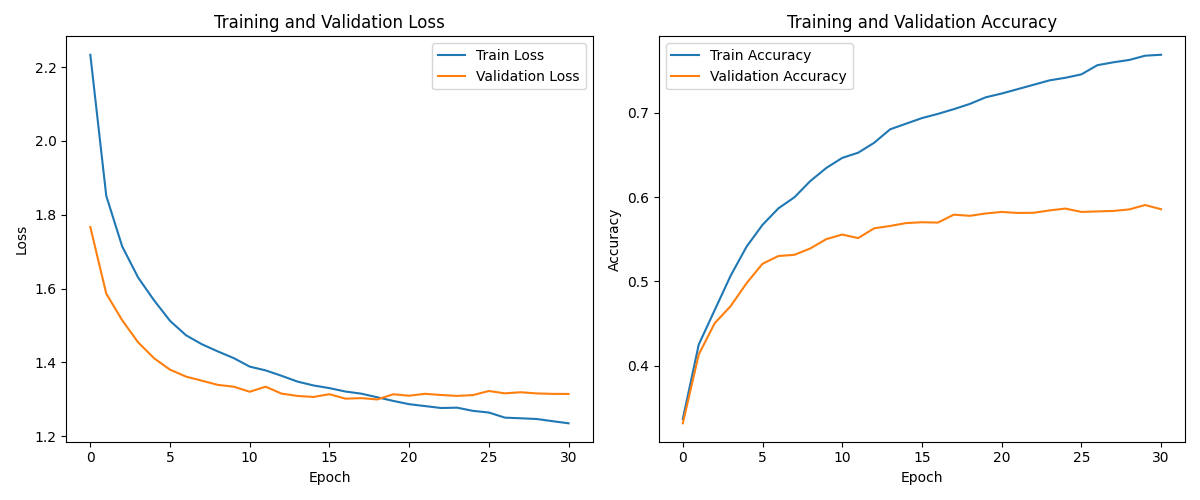 Training and Validation Loss
Train Loss
Validation Loss
2.2
2.0
1.8
1.6
1.4
1.2
Loss
0
5
10
15
20
25
30
Epoch
Training and Validation Accuracy
Train Accuracy
Validation Accuracy
0.7
0.6
0.5
0.4
Accuracy
0
5
10
15
20
25
30
Epoch